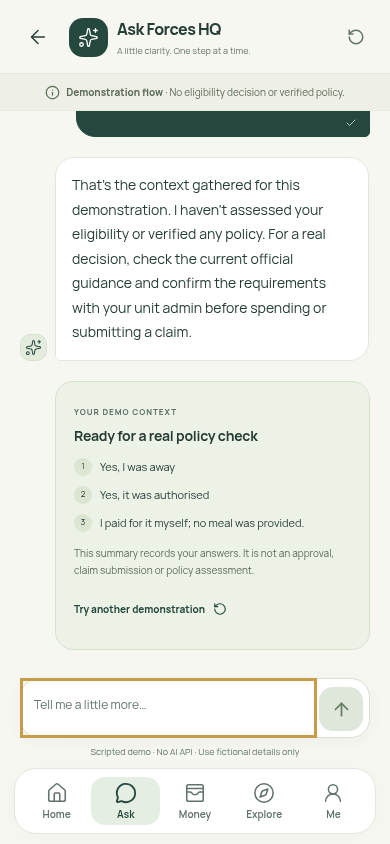 Ask Forces HQ
A little clarity. One step at a time.
Demonstration flow · No eligibility decision or verified policy.
That's the context gathered for this
demonstration. I haven't assessed your
eligibility or verified any policy. For a real
decision, check the current official
guidance and confirm the requirements
with your unit admin before spending or
submitting a claim.
YOUR DEMO CONTEXT
Ready for a real policy check
1 Yes, I was away
2 Yes, it was authorised
3 I paid for it myself; no meal was provided.
This summary records your answers. It is not an approval,
claim submission or policy assessment.
Try another demonstration
Tell me a little more...
Scripted demo · No AI API · Use fictional details only
Home Ask Money Explore Me